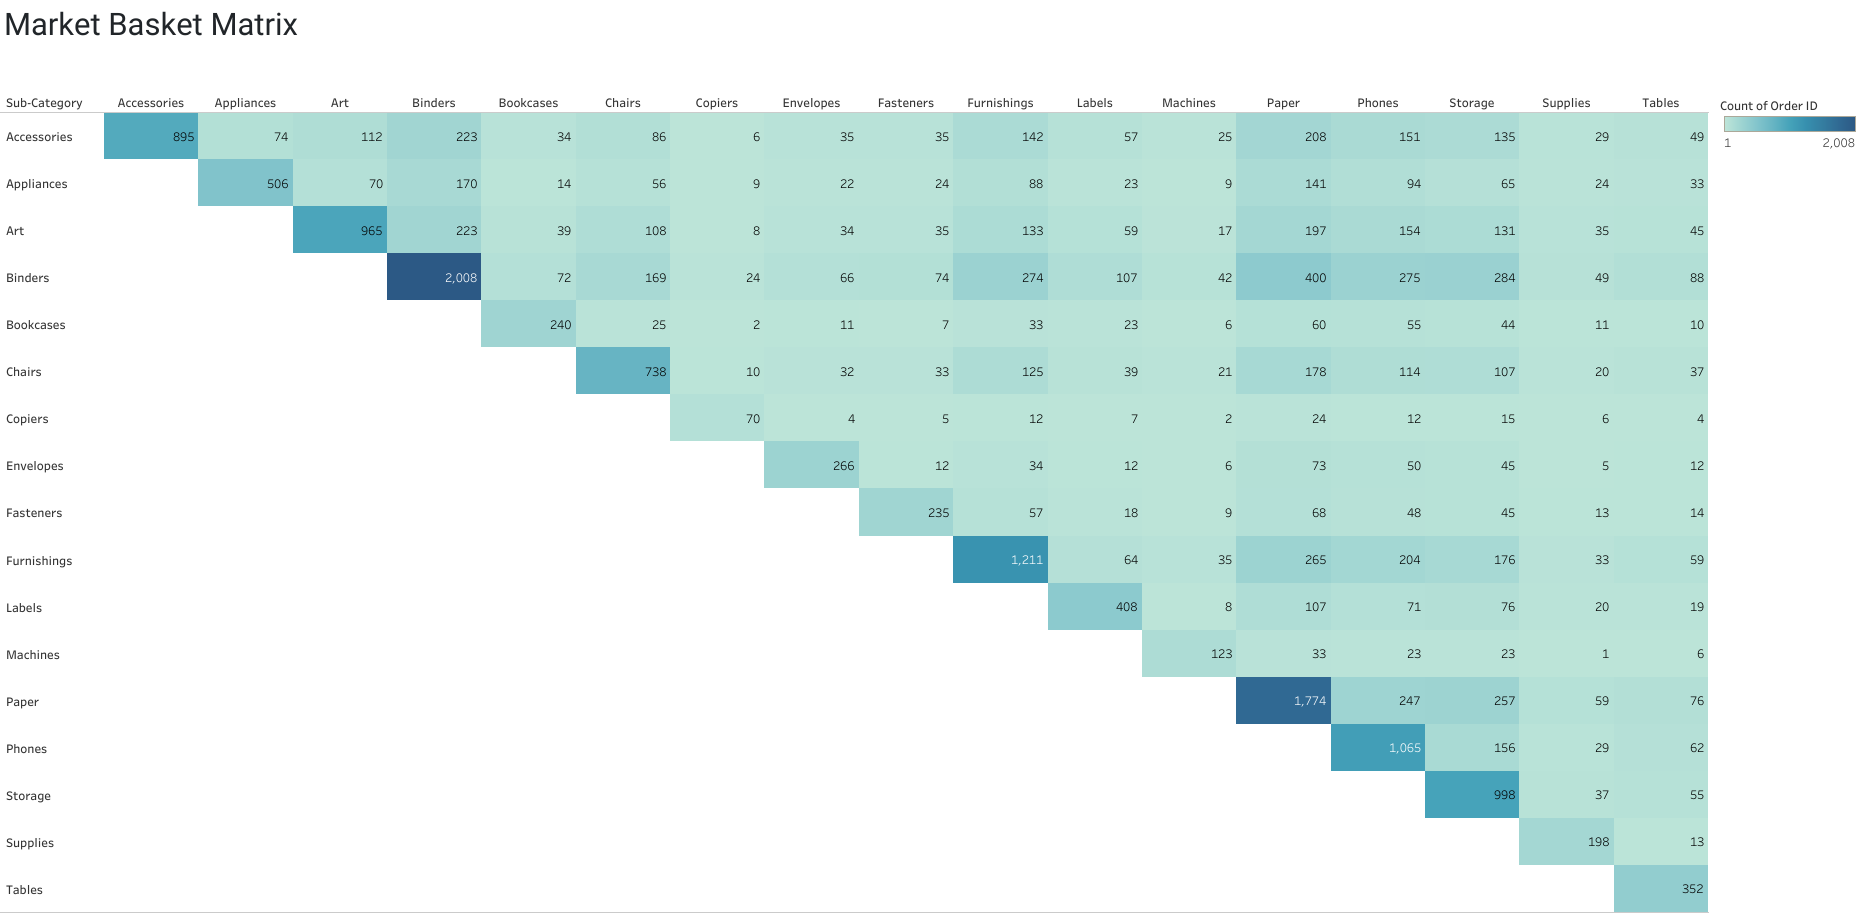 Market Basket Matrix
Sub-Category Accessories Appliances Art Binders Bookcases Chairs Copiers Envelopes Fasteners Furnishings Labels Machines Paper Phones Storage Supplies Tables
Count of Order ID
1 2,008
Accessories 895 74 112 223 34 86 6 35 35 142 57 25 208 151 135 29 49
Appliances 506 70 170 14 56 9 22 24 88 23 9 141 94 65 24 33
Art 965 223 39 108 8 34 35 133 59 17 197 154 131 35 45
Binders 2,008 72 169 24 66 74 274 107 42 400 275 284 49 88
Bookcases 240 25 2 11 7 33 23 6 60 55 44 11 10
Chairs 738 10 32 33 125 39 21 178 114 107 20 37
Copiers 70 4 5 12 7 2 24 12 15 6 4
Envelopes 266 12 34 12 6 73 50 45 5 12
Fasteners 235 57 18 9 68 48 45 13 14
Furnishings 1,211 64 35 265 204 176 33 59
Labels 408 8 107 71 76 20 19
Machines 123 33 23 23 1 6
Paper 1,774 247 257 59 76
Phones 1,065 156 29 62
Storage 998 37 55
Supplies 198 13
Tables 352